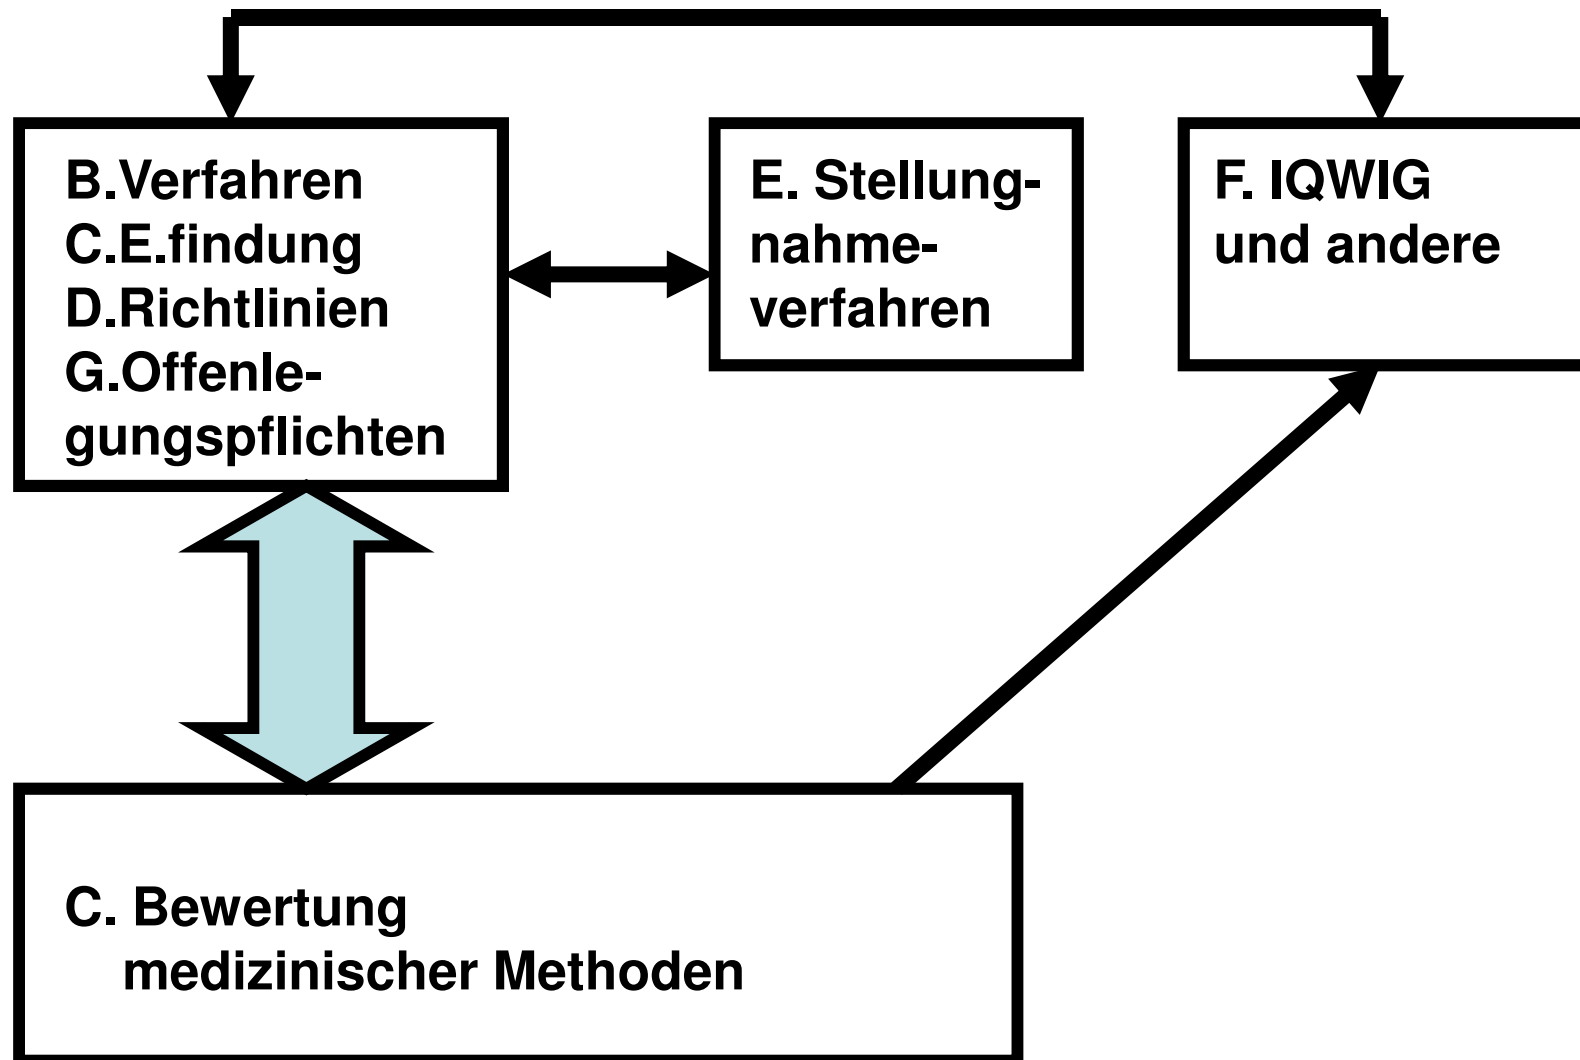 B.Verfahren
C.E.findung
D.Richtlinien
G.Offenle-
gungspflichten
E. Stellung-
nahme-
verfahren
F. IQWIG
und andere
C. Bewertung
medizinischer Methoden